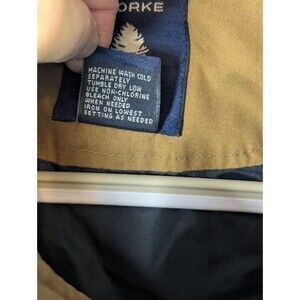 ORKE
MACHINE WASH COLD
SEPARATELY
TUMBLE DRY LOW
USE NON-CHLORINE
BLEACH ONLY
WHEN NEEDED
IRON ON LOWEST
SETTING AS NEEDED